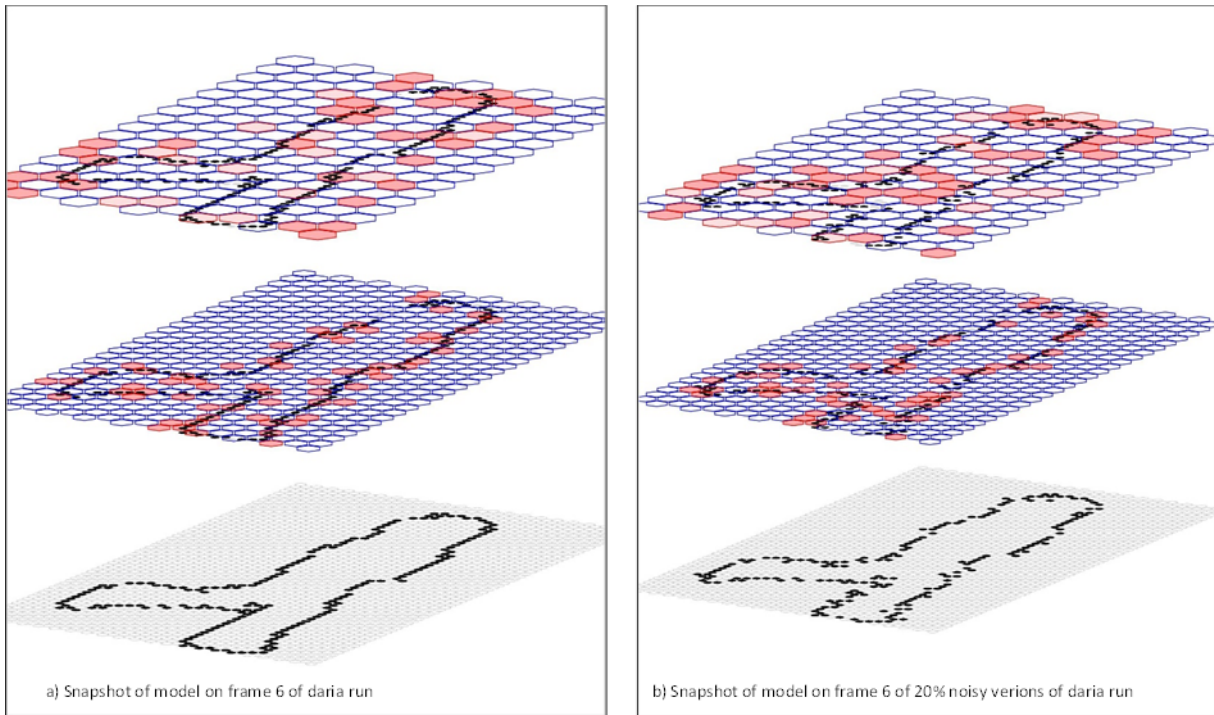 a) Snapshot of model on frame 6 of daria run
b) Snapshot of model on frame 6 of 20% noisy verions of daria run